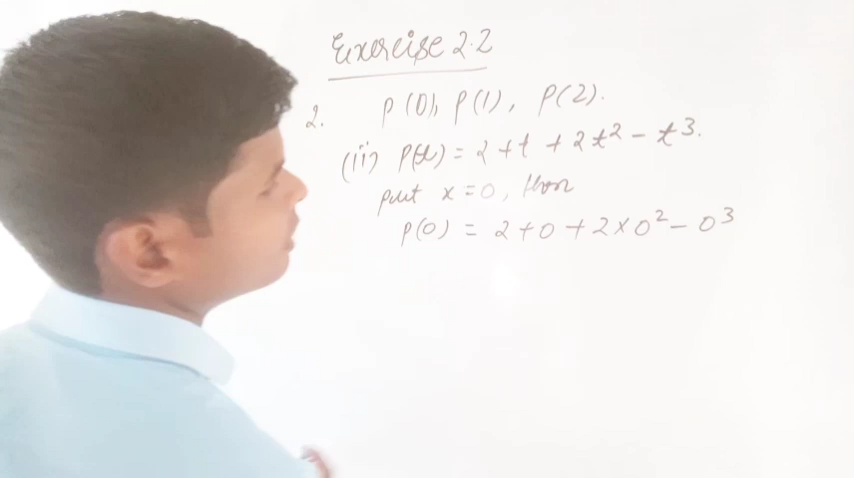 Exercise 2.2
2. P(0), P(1), P(2).
(ii) P(t) = 2 + t + 2t² - t³.
put x = 0, then
P(0) = 2 + 0 + 2 × 0² - 0³